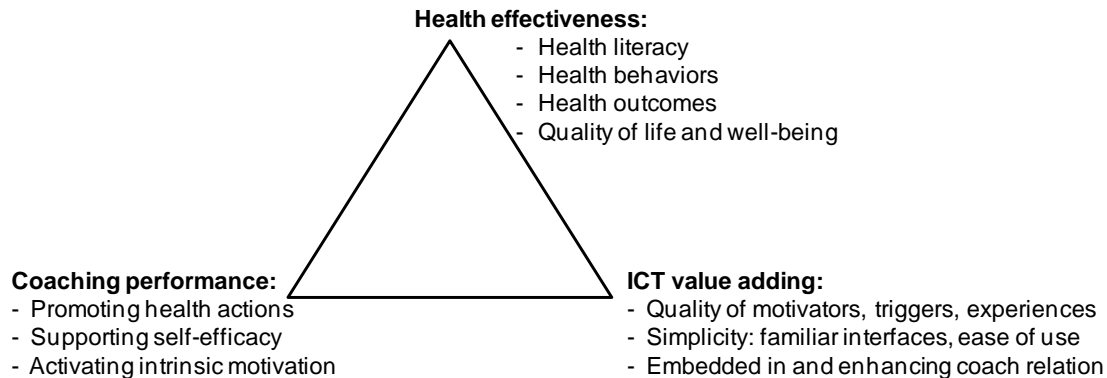 Health effectiveness:
- Health literacy
- Health behaviors
- Health outcomes
- Quality of life and well-being
Coaching performance:
- Promoting health actions
- Supporting self-efficacy
- Activating intrinsic motivation
ICT value adding:
- Quality of motivators, triggers, experiences
- Simplicity: familiar interfaces, ease of use
- Embedded in and enhancing coach relation